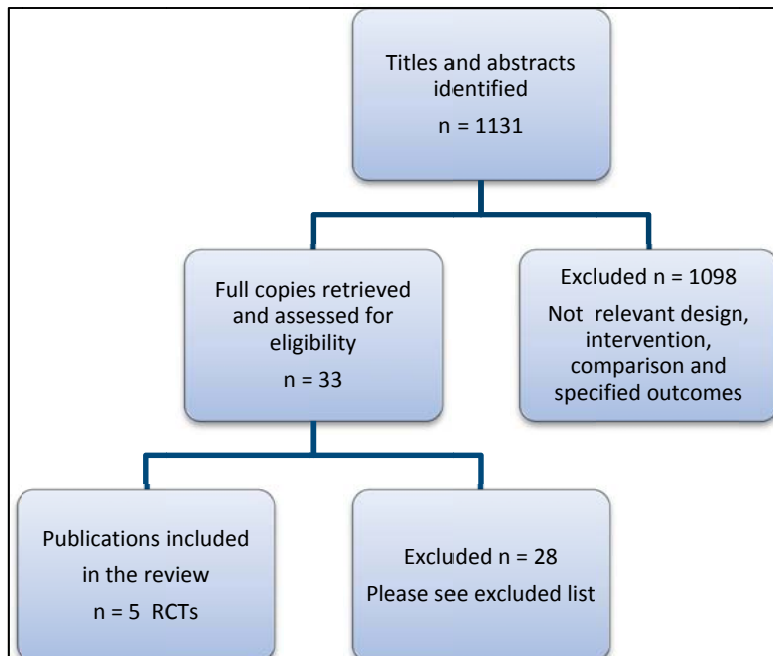 Titles and abstracts
identified
n = 1131
Full copies retrieved
and assessed for
eligibility
n = 33
Excluded n = 1098
Not relevant design,
intervention,
comparison and
specified outcomes
Publications included
in the review
n = 5 RCTs
Excluded n = 28
Please see excluded list